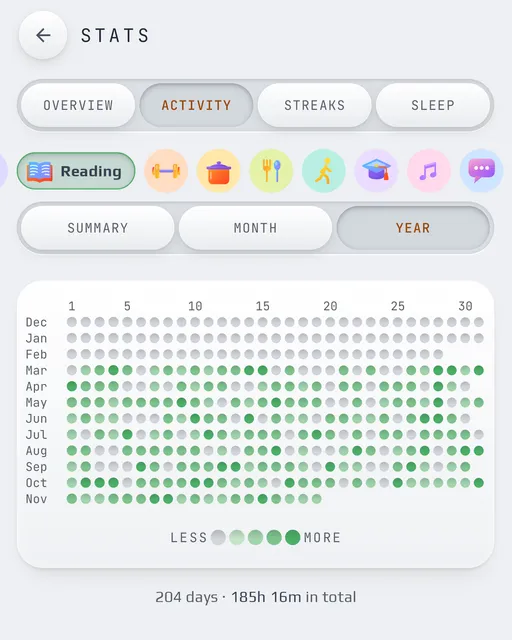 STATS
OVERVIEW ACTIVITY STREAKS SLEEP
Reading
SUMMARY MONTH YEAR
1 5 10 15 20 25 30
Dec
Jan
Feb
Mar
Apr
May
Jun
Jul
Aug
Sep
Oct
Nov
LESS MORE
204 days · 185h 16m in total